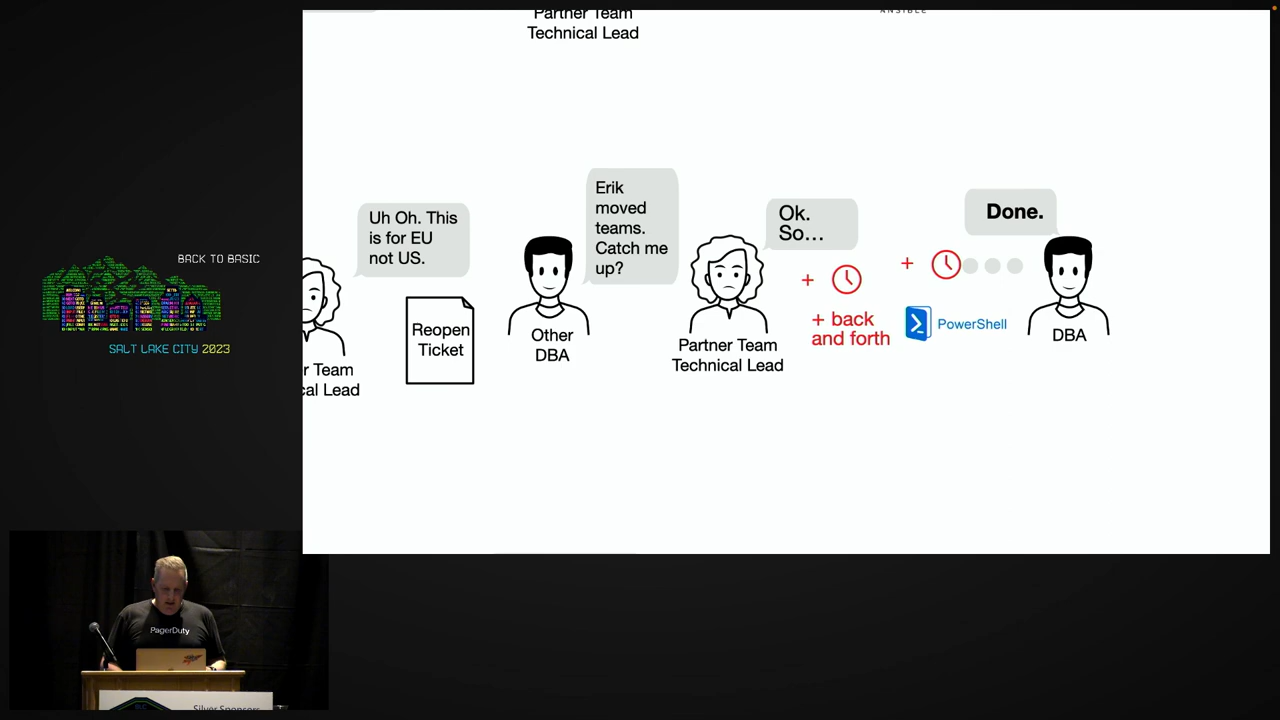 Partner Team
Technical Lead
ANSIBLE
BACK TO BASIC
SALT LAKE CITY 2023
Uh Oh. This
is for EU
not US.
r Team
cal Lead
Reopen
Ticket
Erik
moved
teams.
Catch me
up?
Other
DBA
Ok.
So...
Partner Team
Technical Lead
+
+ back
and forth
+
PowerShell
Done.
DBA
PagerDuty
SLC
Silver Sponsors